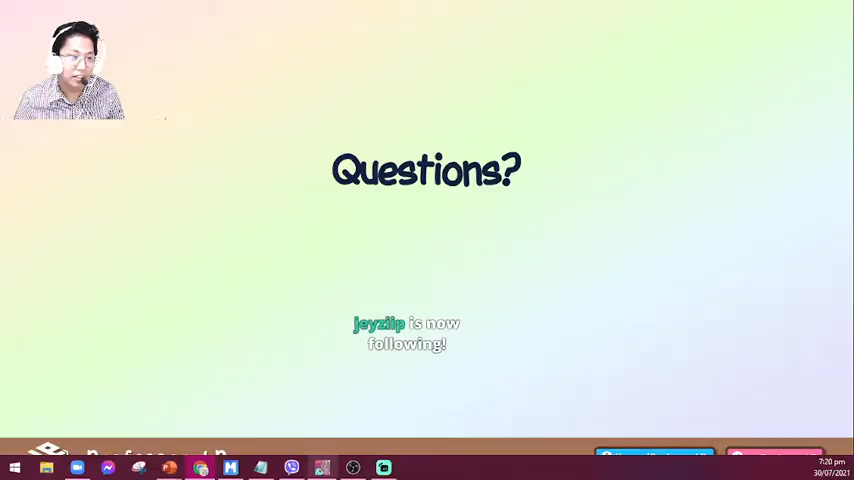 Questions?
jeyziip is now
following!
7:20 pm
30/07/2021